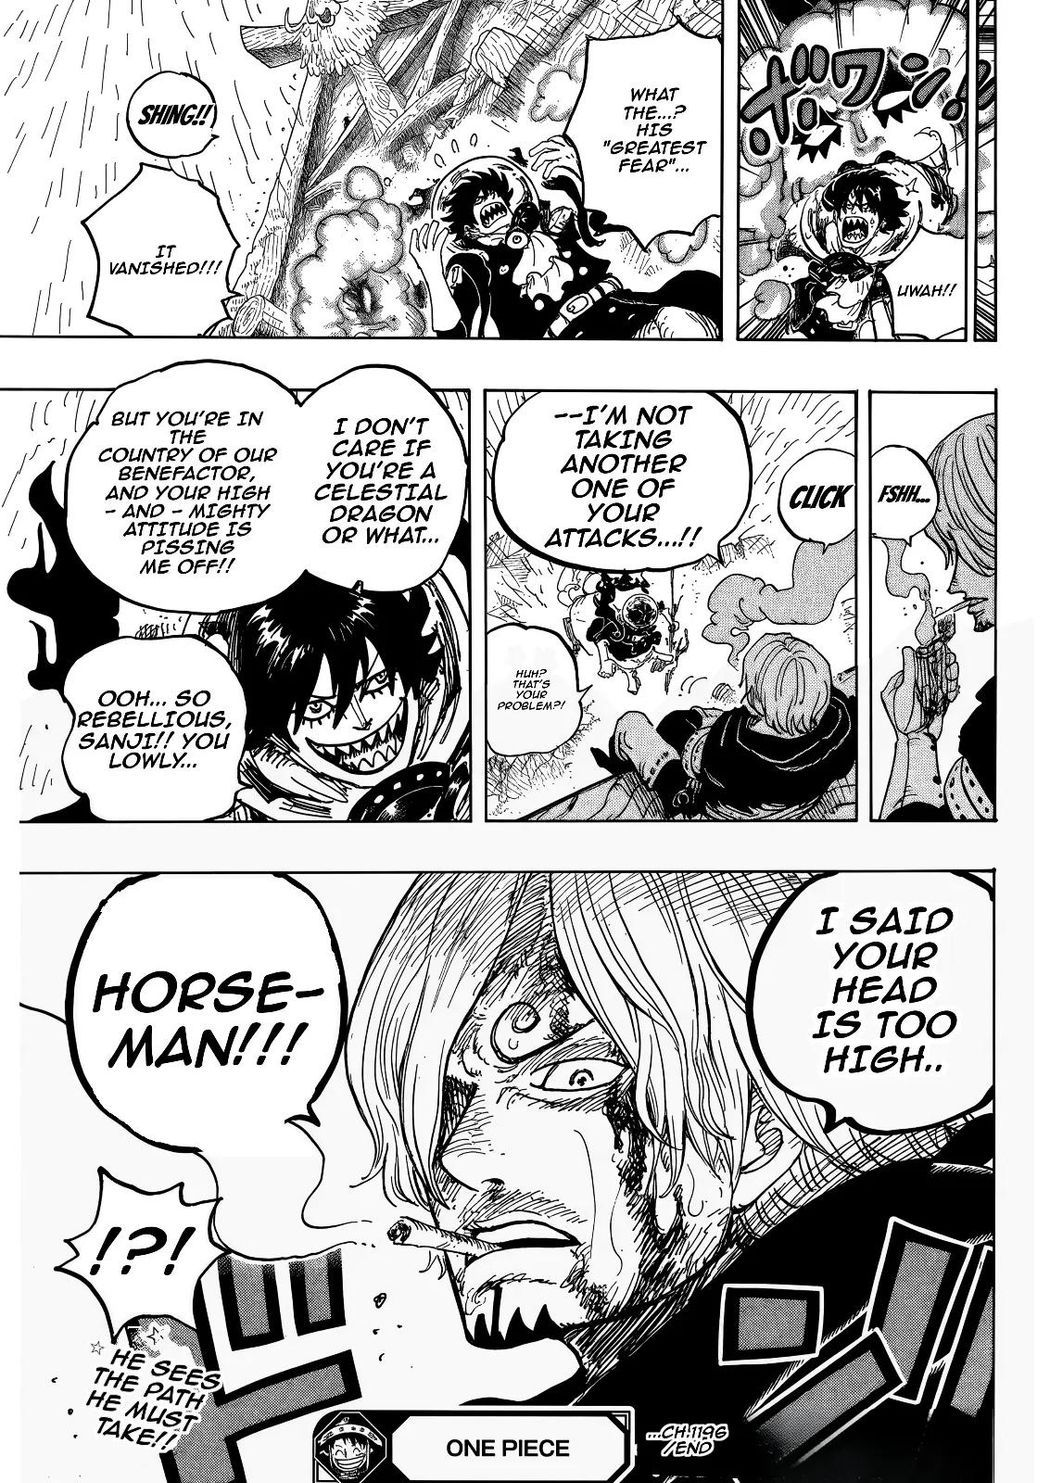 ボワンッ!
UWAH!!
WHAT
THE...?
HIS
"GREATEST
FEAR"...
SHING!!
IT
VANISHED!!!
FSHH...
CLICK
--I'M NOT
TAKING
ANOTHER
ONE OF
YOUR
ATTACKS...!!
HUH?
THAT'S
YOUR
PROBLEM?!
I DON'T
CARE IF
YOU'RE A
CELESTIAL
DRAGON
OR WHAT...
BUT YOU'RE IN
THE
COUNTRY OF OUR
BENEFACTOR,
AND YOUR HIGH
- AND - MIGHTY
ATTITUDE IS
PISSING
ME OFF!!
OOH... SO
REBELLIOUS,
SANJI!! YOU
LOWLY...
I SAID
YOUR
HEAD
IS TOO
HIGH..
HORSE-
MAN!!!
!?!
HE SEES
THE PATH
HE MUST
TAKE!!
ONE PIECE
...CH.1196
/END